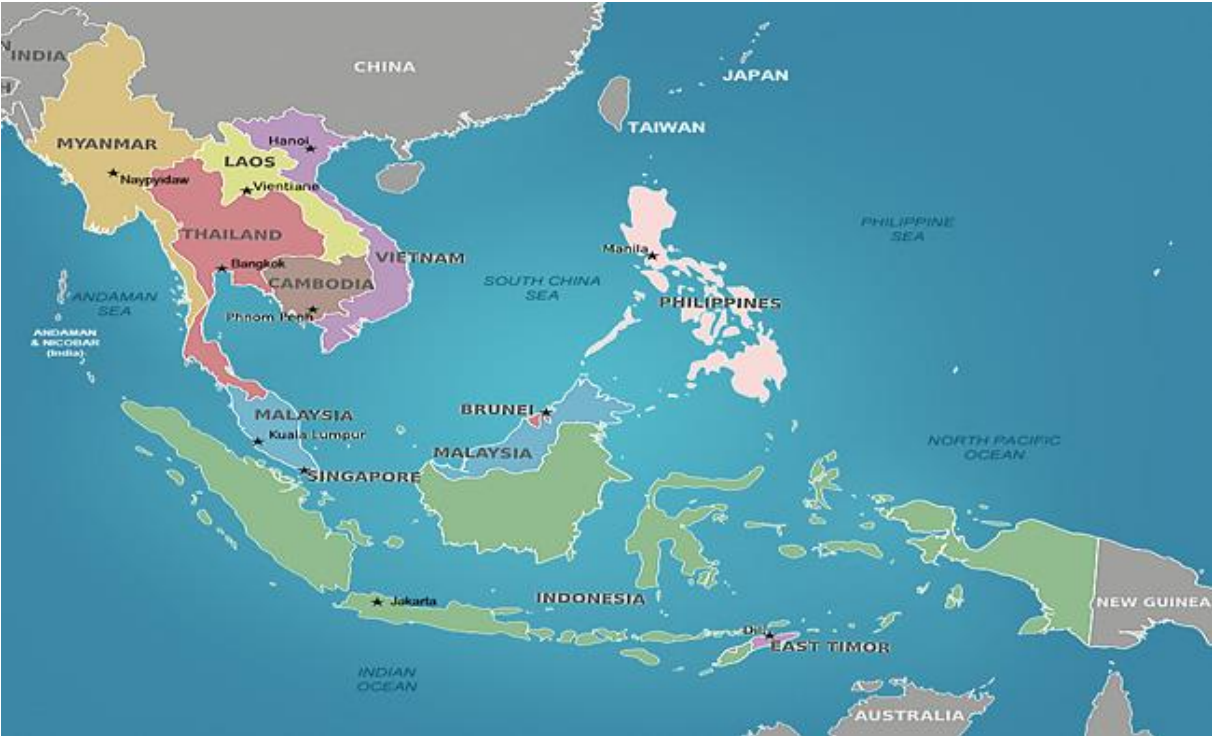 INDIA
CHINA
JAPAN
TAIWAN
MYANMAR
Hanoi
LAOS
Naypyidaw
Vientiane
THAILAND
VIETNAM
Bangkok
CAMBODIA
Phnom Penh
Manila
PHILIPPINE
SEA
SOUTH CHINA
SEA
PHILIPPINES
ANDAMAN
SEA
ANDAMAN
& NICOBAR
(India)
MALAYSIA
Kuala Lumpur
BRUNEI
MALAYSIA
SINGAPORE
NORTH PACIFIC
OCEAN
Jakarta
INDONESIA
NEW GUINEA
Dili
EAST TIMOR
INDIAN
OCEAN
AUSTRALIA